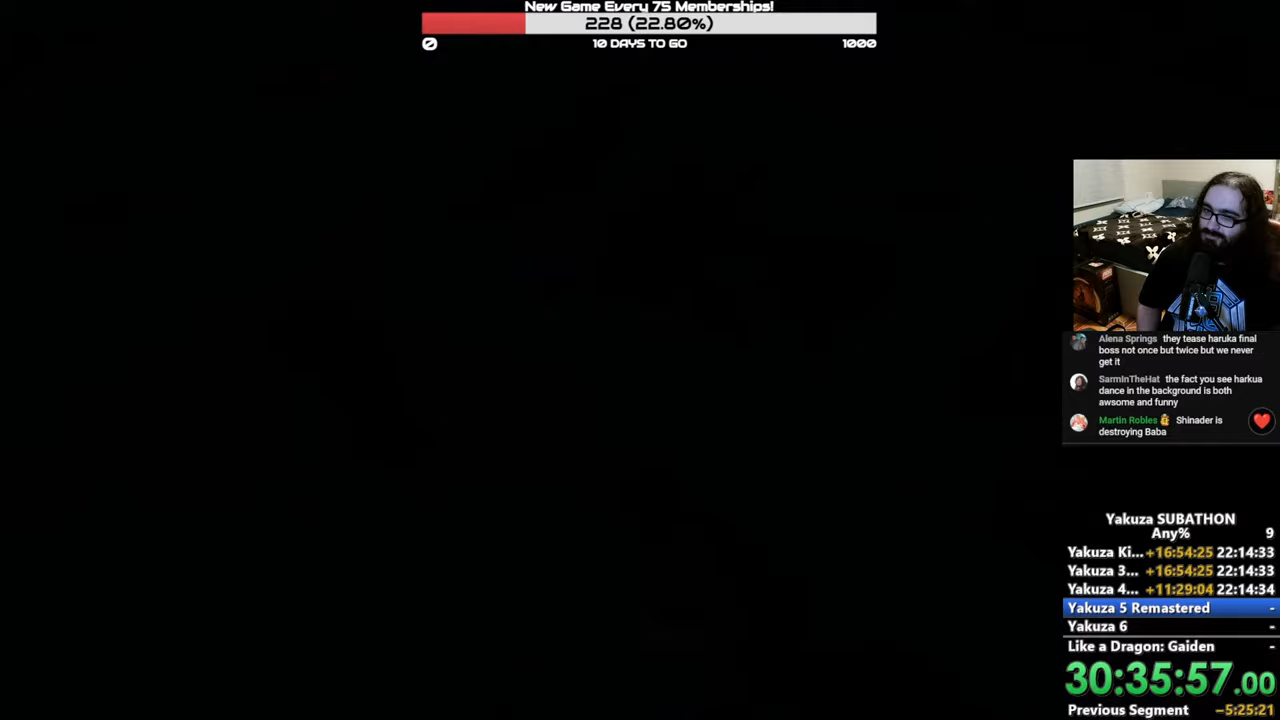 New Game Every 75 Memberships!
228 (22.80%)
0 10 DAYS TO GO 1000
Alena Springs they tease haruka final
boss not once but twice but we never
get it
SarmInTheHat the fact you see harkua
dance in the background is both
awsome and funny
Martin Robles Shinader is
destroying Baba
Yakuza SUBATHON
Any% 9
Yakuza Ki... +16:54:25 22:14:33
Yakuza 3... +16:54:25 22:14:33
Yakuza 4... +11:29:04 22:14:34
Yakuza 5 Remastered -
Yakuza 6 -
Like a Dragon: Gaiden -
30:35:57.00
Previous Segment −5:25:21